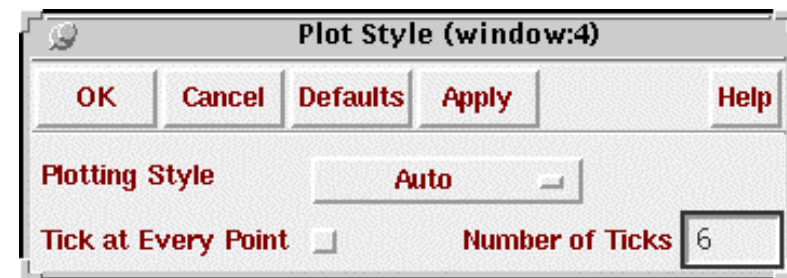 Plot Style (window:4)
OK Cancel Defaults Apply Help
Plotting Style Auto
Tick at Every Point Number of Ticks 6